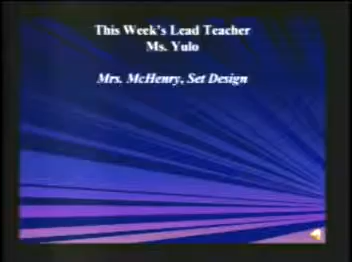 This Week's Lead Teacher
Ms. Yulo
Mrs. McHenry, Set Design